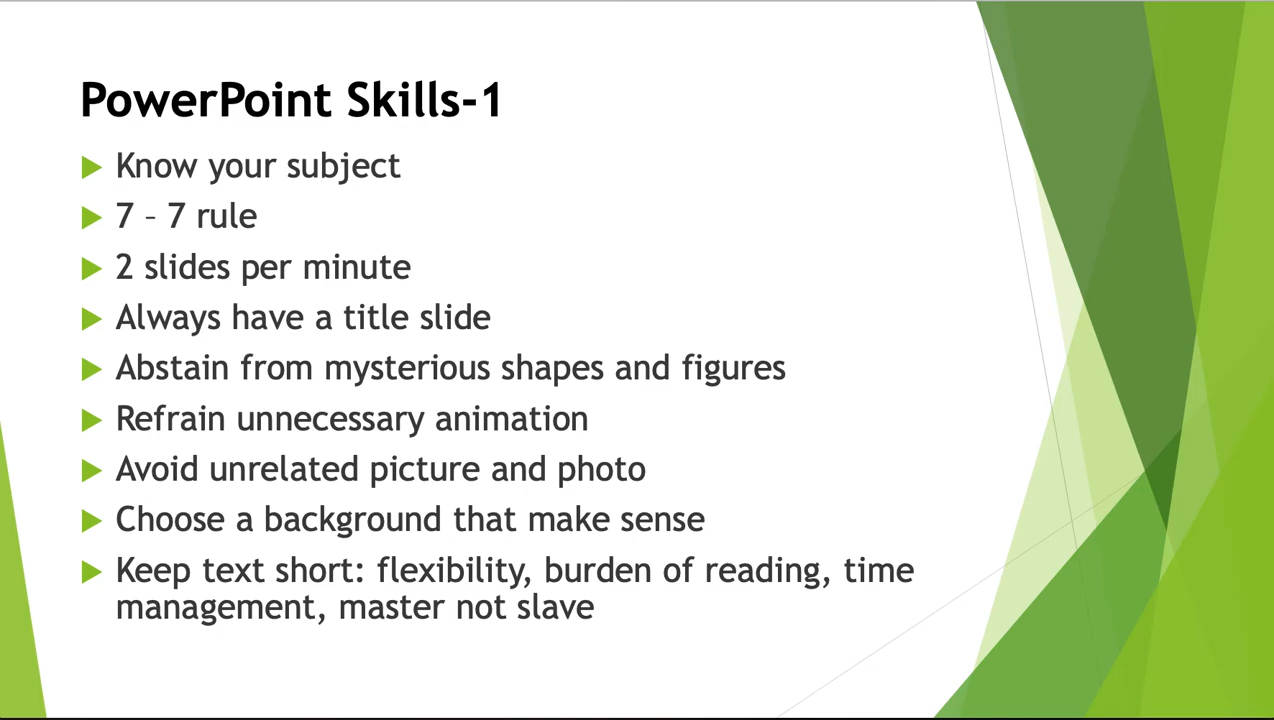 PowerPoint Skills-1
Know your subject
7 – 7 rule
2 slides per minute
Always have a title slide
Abstain from mysterious shapes and figures
Refrain unnecessary animation
Avoid unrelated picture and photo
Choose a background that make sense
Keep text short: flexibility, burden of reading, time
management, master not slave